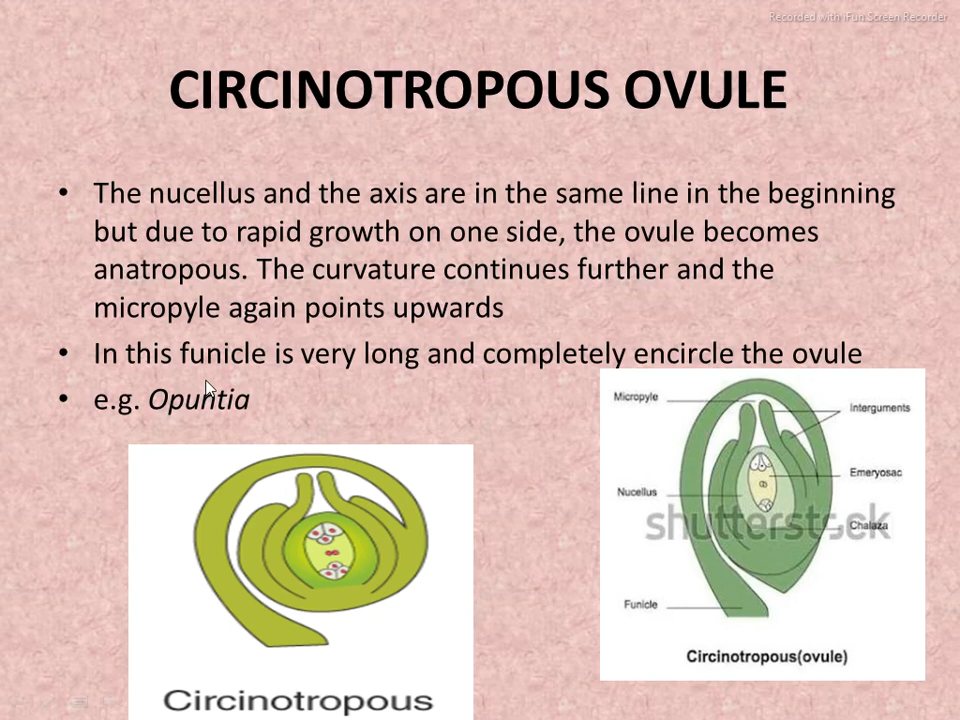 Recorded with iFun Screen Recorder
CIRCINOTROPOUS OVULE
• The nucellus and the axis are in the same line in the beginning
but due to rapid growth on one side, the ovule becomes
anatropous. The curvature continues further and the
micropyle again points upwards
• In this funicle is very long and completely encircle the ovule
• e.g. Opuntia
Circinotropous
Micropyle
Interguments
Emeryosac
Nucellus
shutterstock
Chalaza
Funicle
Circinotropous(ovule)